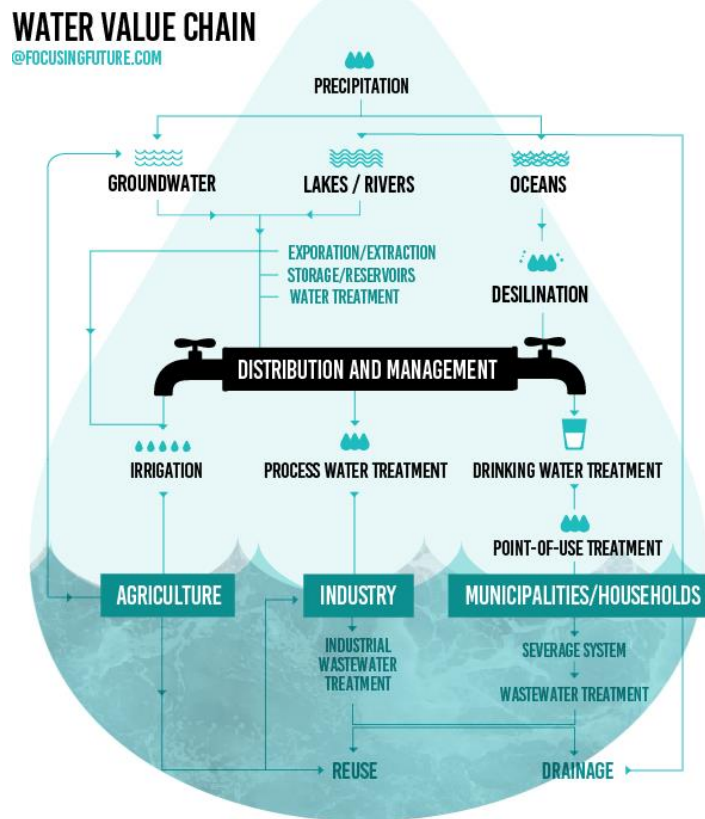 WATER VALUE CHAIN
@FOCUSINGFUTURE.COM
PRECIPITATION
GROUNDWATER
LAKES / RIVERS
OCEANS
EXPORATION/EXTRACTION
STORAGE/RESERVOIRS
WATER TREATMENT
DESILINATION
DISTRIBUTION AND MANAGEMENT
IRRIGATION
PROCESS WATER TREATMENT
DRINKING WATER TREATMENT
POINT-OF-USE TREATMENT
AGRICULTURE
INDUSTRY
MUNICIPALITIES/HOUSEHOLDS
INDUSTRIAL
WASTEWATER
TREATMENT
SEVERAGE SYSTEM
WASTEWATER TREATMENT
REUSE
DRAINAGE